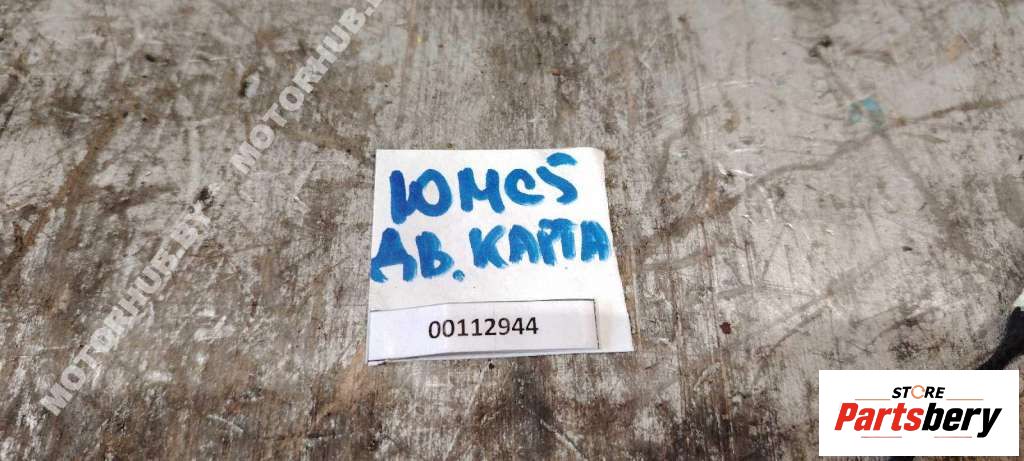 MOTORHUB.BY
MOTORHUB.BY
ЮМС5
ДВ. КАРТА
00112944
STORE
Partsbery